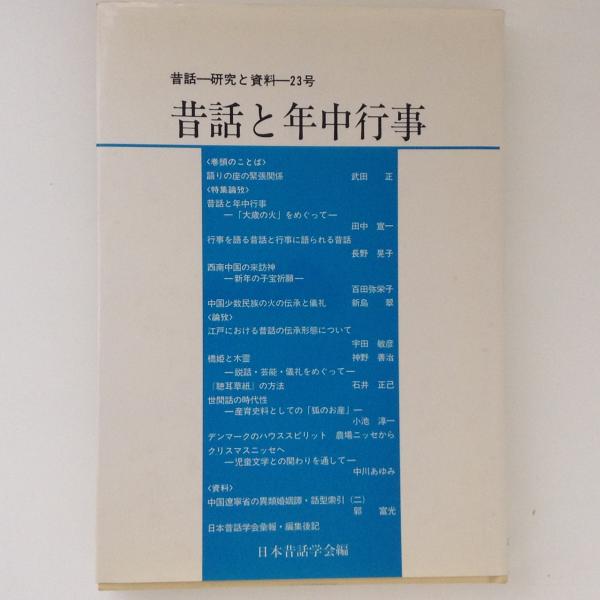 昔話―研究と資料―23号
昔話と年中行事
〈巻頭のことば〉
語りの座の緊張関係 武田 正
〈特集論攷〉
昔話と年中行事
―「大歳の火」をめぐって―
田中 宣一
行事を語る昔話と行事に語られる昔話
長野 晃子
西南中国の来訪神
―新年の子宝祈願―
百田弥栄子
中国少数民族の火の伝承と儀礼 新島 翠
〈論攷〉
江戸における昔話の伝承形態について
宇田 敏彦
橋姫と木霊 神野 善治
―説話・芸能・儀礼をめぐって―
『聴耳草紙』の方法 石井 正己
世間話の時代性
―産育史料としての「狐のお産」―
小池 淳一
デンマークのハウススピリット 農場ニッセから
クリスマスニッセへ
―児童文学との関わりを通して―
中川あゆみ
〈資料〉
中国遼寧省の異類婚姻譚・話型索引(二)
郭 富光
日本昔話学会彙報・編集後記
日本昔話学会編